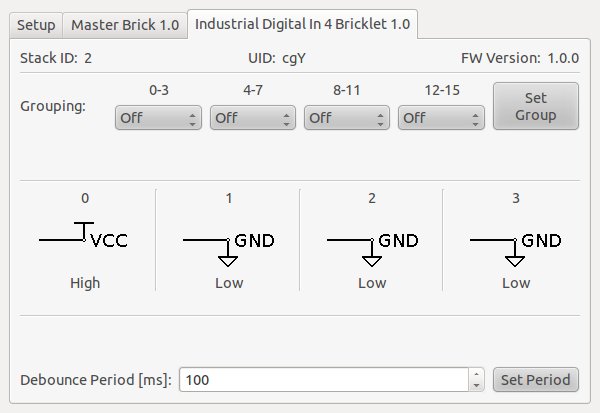 Setup Master Brick 1.0 Industrial Digital In 4 Bricklet 1.0
Stack ID: 2 UID: cgY FW Version: 1.0.0
0-3 4-7 8-11 12-15
Grouping: Off Off Off Off Set
Group
0 1 2 3
VCC GND GND GND
High Low Low Low
Debounce Period [ms]: 100 Set Period